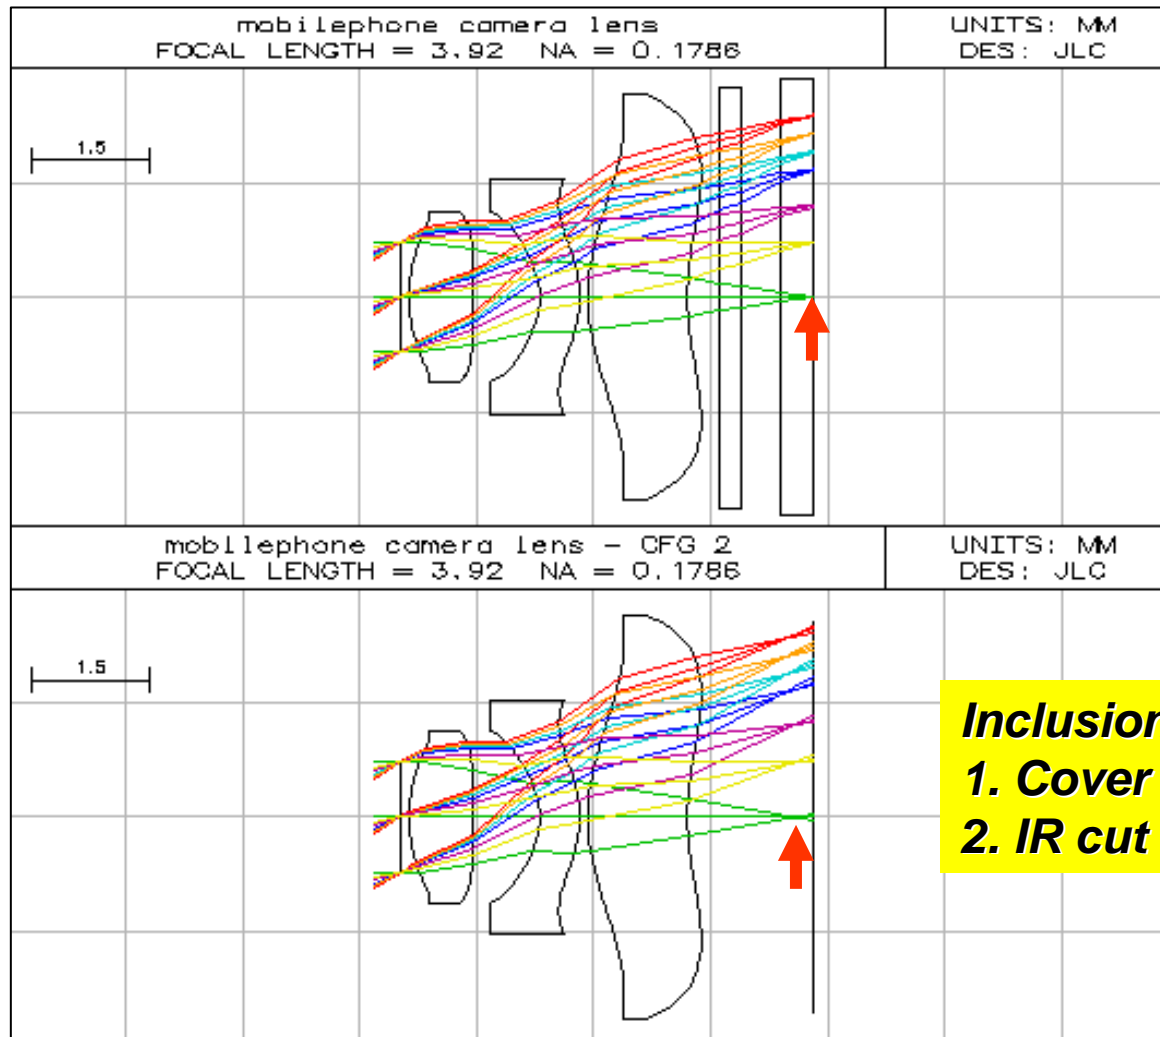 mobilephone camera lens
FOCAL LENGTH = 3.92 NA = 0.1786
UNITS: MM
DES: JLC
1.5
mobilephone camera lens - CFG 2
FOCAL LENGTH = 3.92 NA = 0.1786
UNITS: MM
DES: JLC
1.5
Inclusion
1. Cover
2. IR cut